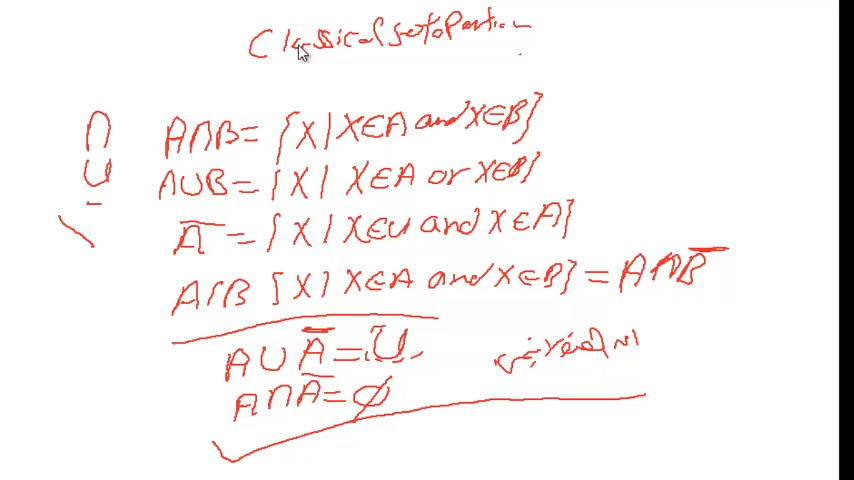 Classical set oPeration
∩ A∩B = {X | X∈A and X∈B}
∪ A∪B = {X | X∈A or X∈B}
- Ā = {X | X∈U and X∈A}
\ A/B {X | X∈A and X∈B} = A∩B̄
A∪Ā = U
A∩Ā = ∅